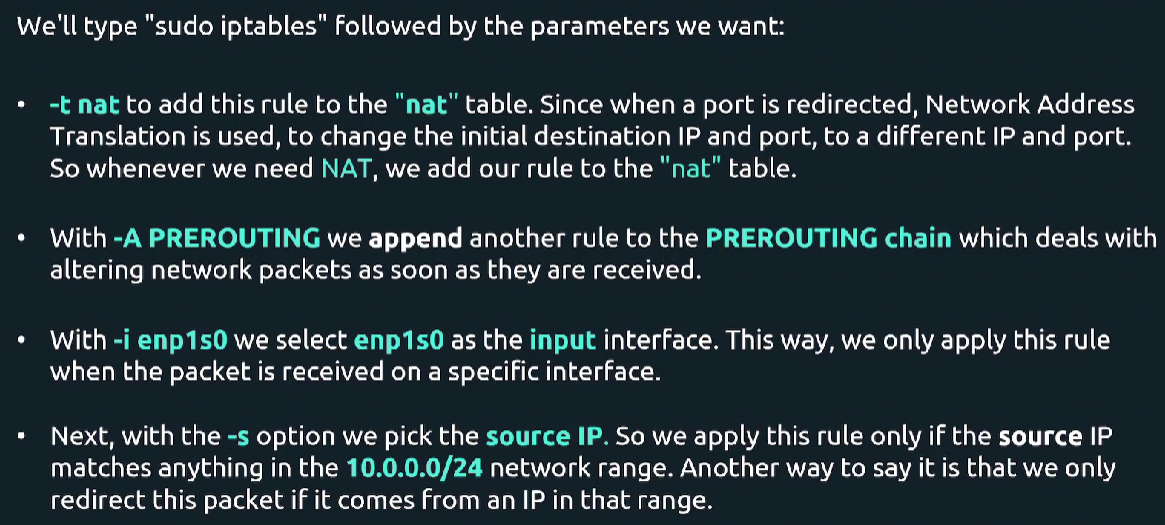 We'll type "sudo iptables" followed by the parameters we want:
• -t nat to add this rule to the "nat" table. Since when a port is redirected, Network Address
Translation is used, to change the initial destination IP and port, to a different IP and port.
So whenever we need NAT, we add our rule to the "nat" table.
• With -A PREROUTING we append another rule to the PREROUTING chain which deals with
altering network packets as soon as they are received.
• With -i enp1s0 we select enp1s0 as the input interface. This way, we only apply this rule
when the packet is received on a specific interface.
• Next, with the -s option we pick the source IP. So we apply this rule only if the source IP
matches anything in the 10.0.0.0/24 network range. Another way to say it is that we only
redirect this packet if it comes from an IP in that range.